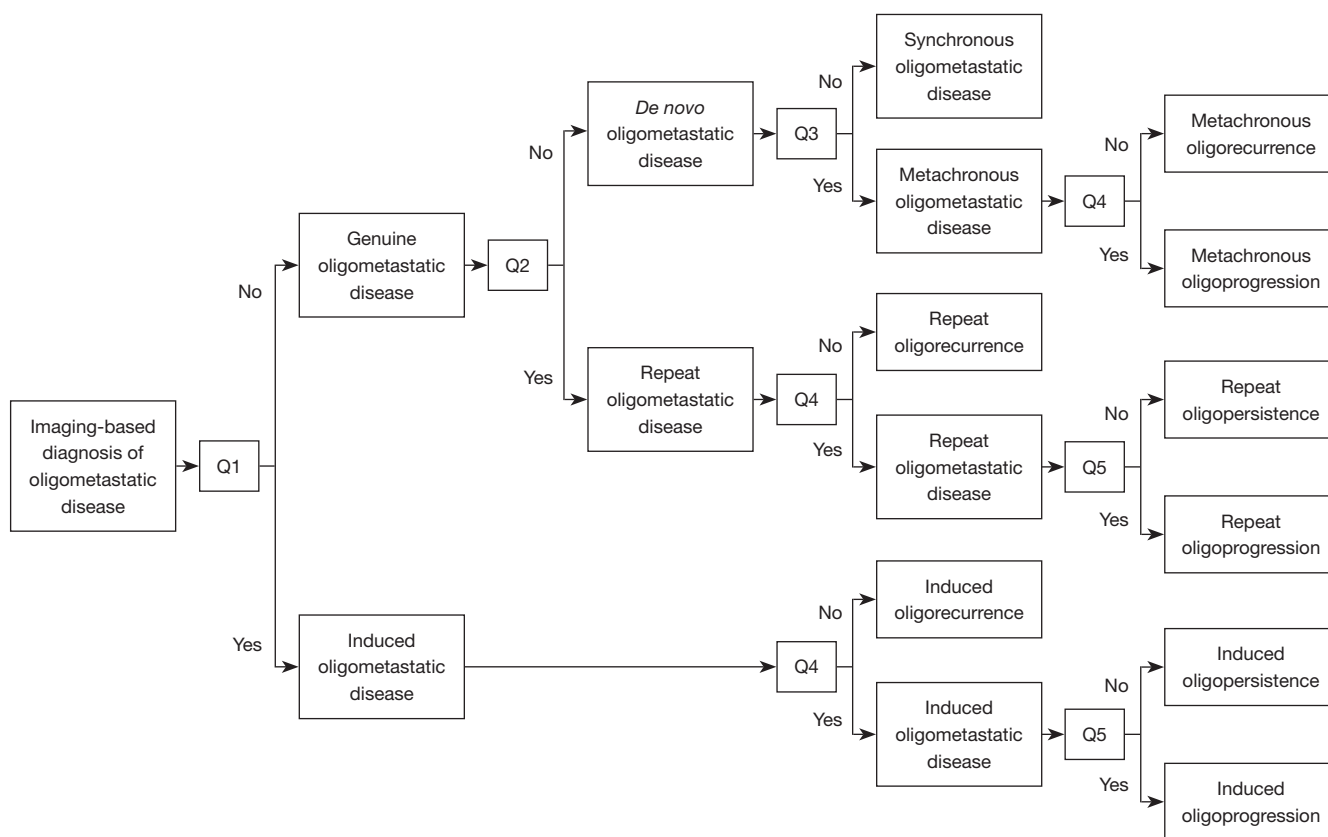 Imaging-based
diagnosis of
oligometastatic
disease
Q1
No
Yes
Genuine
oligometastatic
disease
Induced
oligometastatic
disease
Q2
No
Yes
De novo
oligometastatic
disease
Repeat
oligometastatic
disease
Q3
No
Yes
Synchronous
oligometastatic
disease
Metachronous
oligometastatic
disease
Q4
No
Yes
Metachronous
oligorecurrence
Metachronous
oligoprogression
Q4
No
Yes
Repeat
oligorecurrence
Repeat
oligometastatic
disease
Q5
No
Yes
Repeat
oligopersistence
Repeat
oligoprogression
Q4
No
Yes
Induced
oligorecurrence
Induced
oligometastatic
disease
Q5
No
Yes
Induced
oligopersistence
Induced
oligoprogression